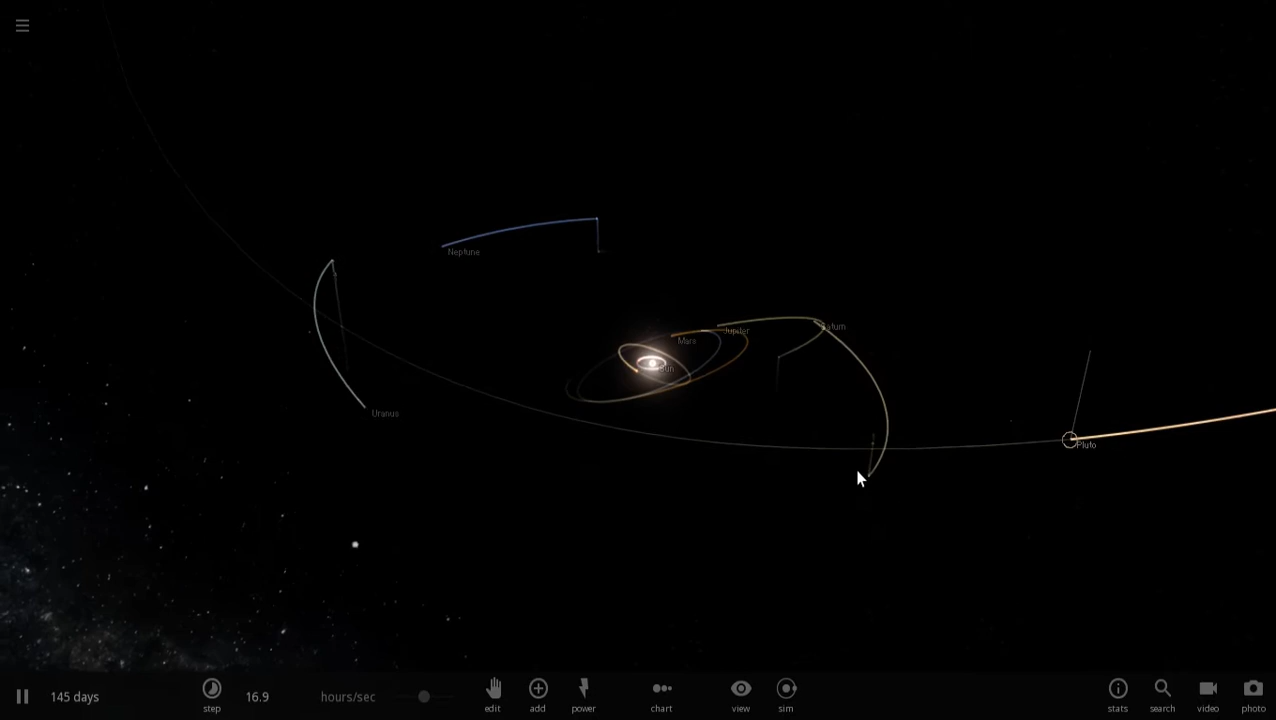 Neptune
Saturn
Jupiter
Mars
Sun
Uranus
Pluto
145 days
step
16.9
hours/sec
edit
add
power
chart
view
sim
stats
search
video
photo